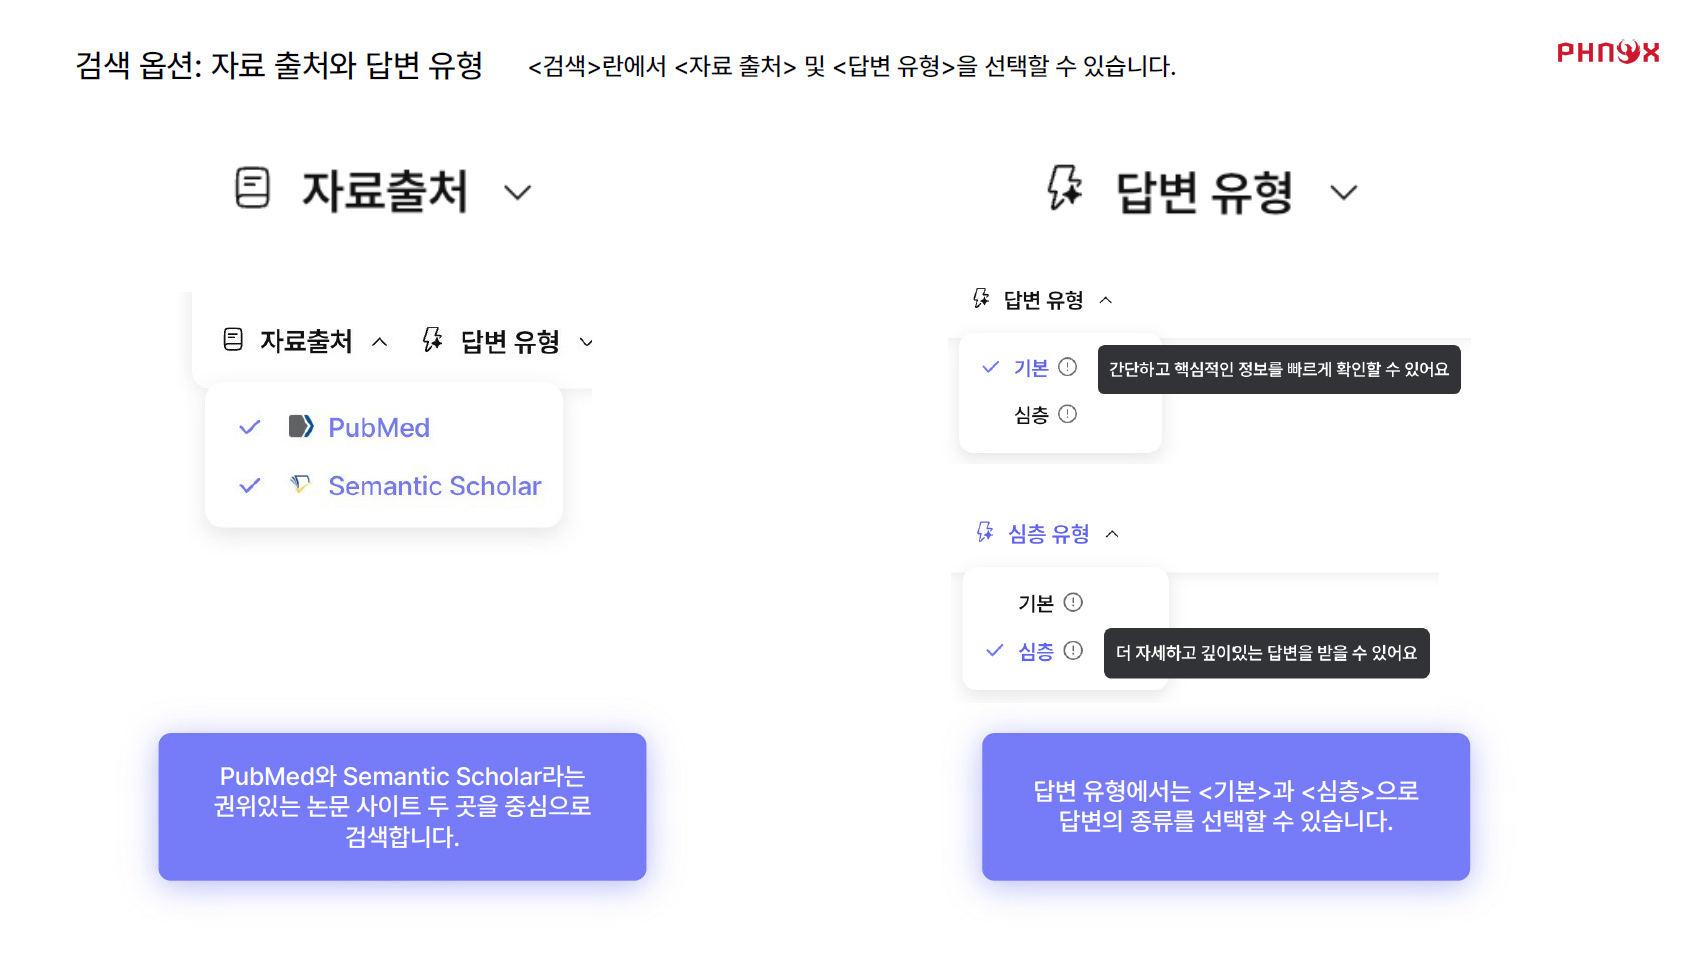 검색 옵션: 자료 출처와 답변 유형
<검색>란에서 <자료 출처> 및 <답변 유형>을 선택할 수 있습니다.
PHNIX
자료출처
자료출처
답변 유형
PubMed
Semantic Scholar
PubMed와 Semantic Scholar라는
권위있는 논문 사이트 두 곳을 중심으로
검색합니다.
답변 유형
답변 유형
기본
간단하고 핵심적인 정보를 빠르게 확인할 수 있어요
심층
심층 유형
기본
심층
더 자세하고 깊이있는 답변을 받을 수 있어요
답변 유형에서는 <기본>과 <심층>으로
답변의 종류를 선택할 수 있습니다.